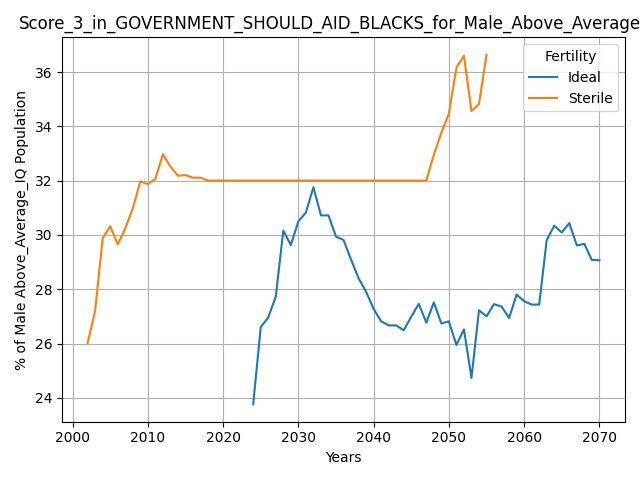 Score_3_in_GOVERNMENT_SHOULD_AID_BLACKS_for_Male_Above_Average
Fertility
Ideal
Sterile
% of Male Above_Average_IQ Population
36
34
32
30
28
26
24
2000
2010
2020
2030
2040
2050
2060
2070
Years